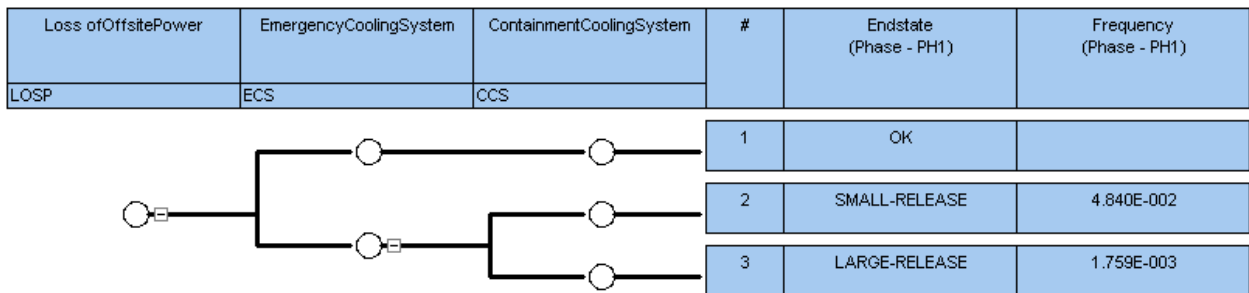 Loss ofOffsitePower EmergencyCoolingSystem ContainmentCoolingSystem # Endstate Frequency
(Phase - PH1) (Phase - PH1)
LOSP ECS CCS
1 OK
2 SMALL-RELEASE 4.840E-002
3 LARGE-RELEASE 1.759E-003